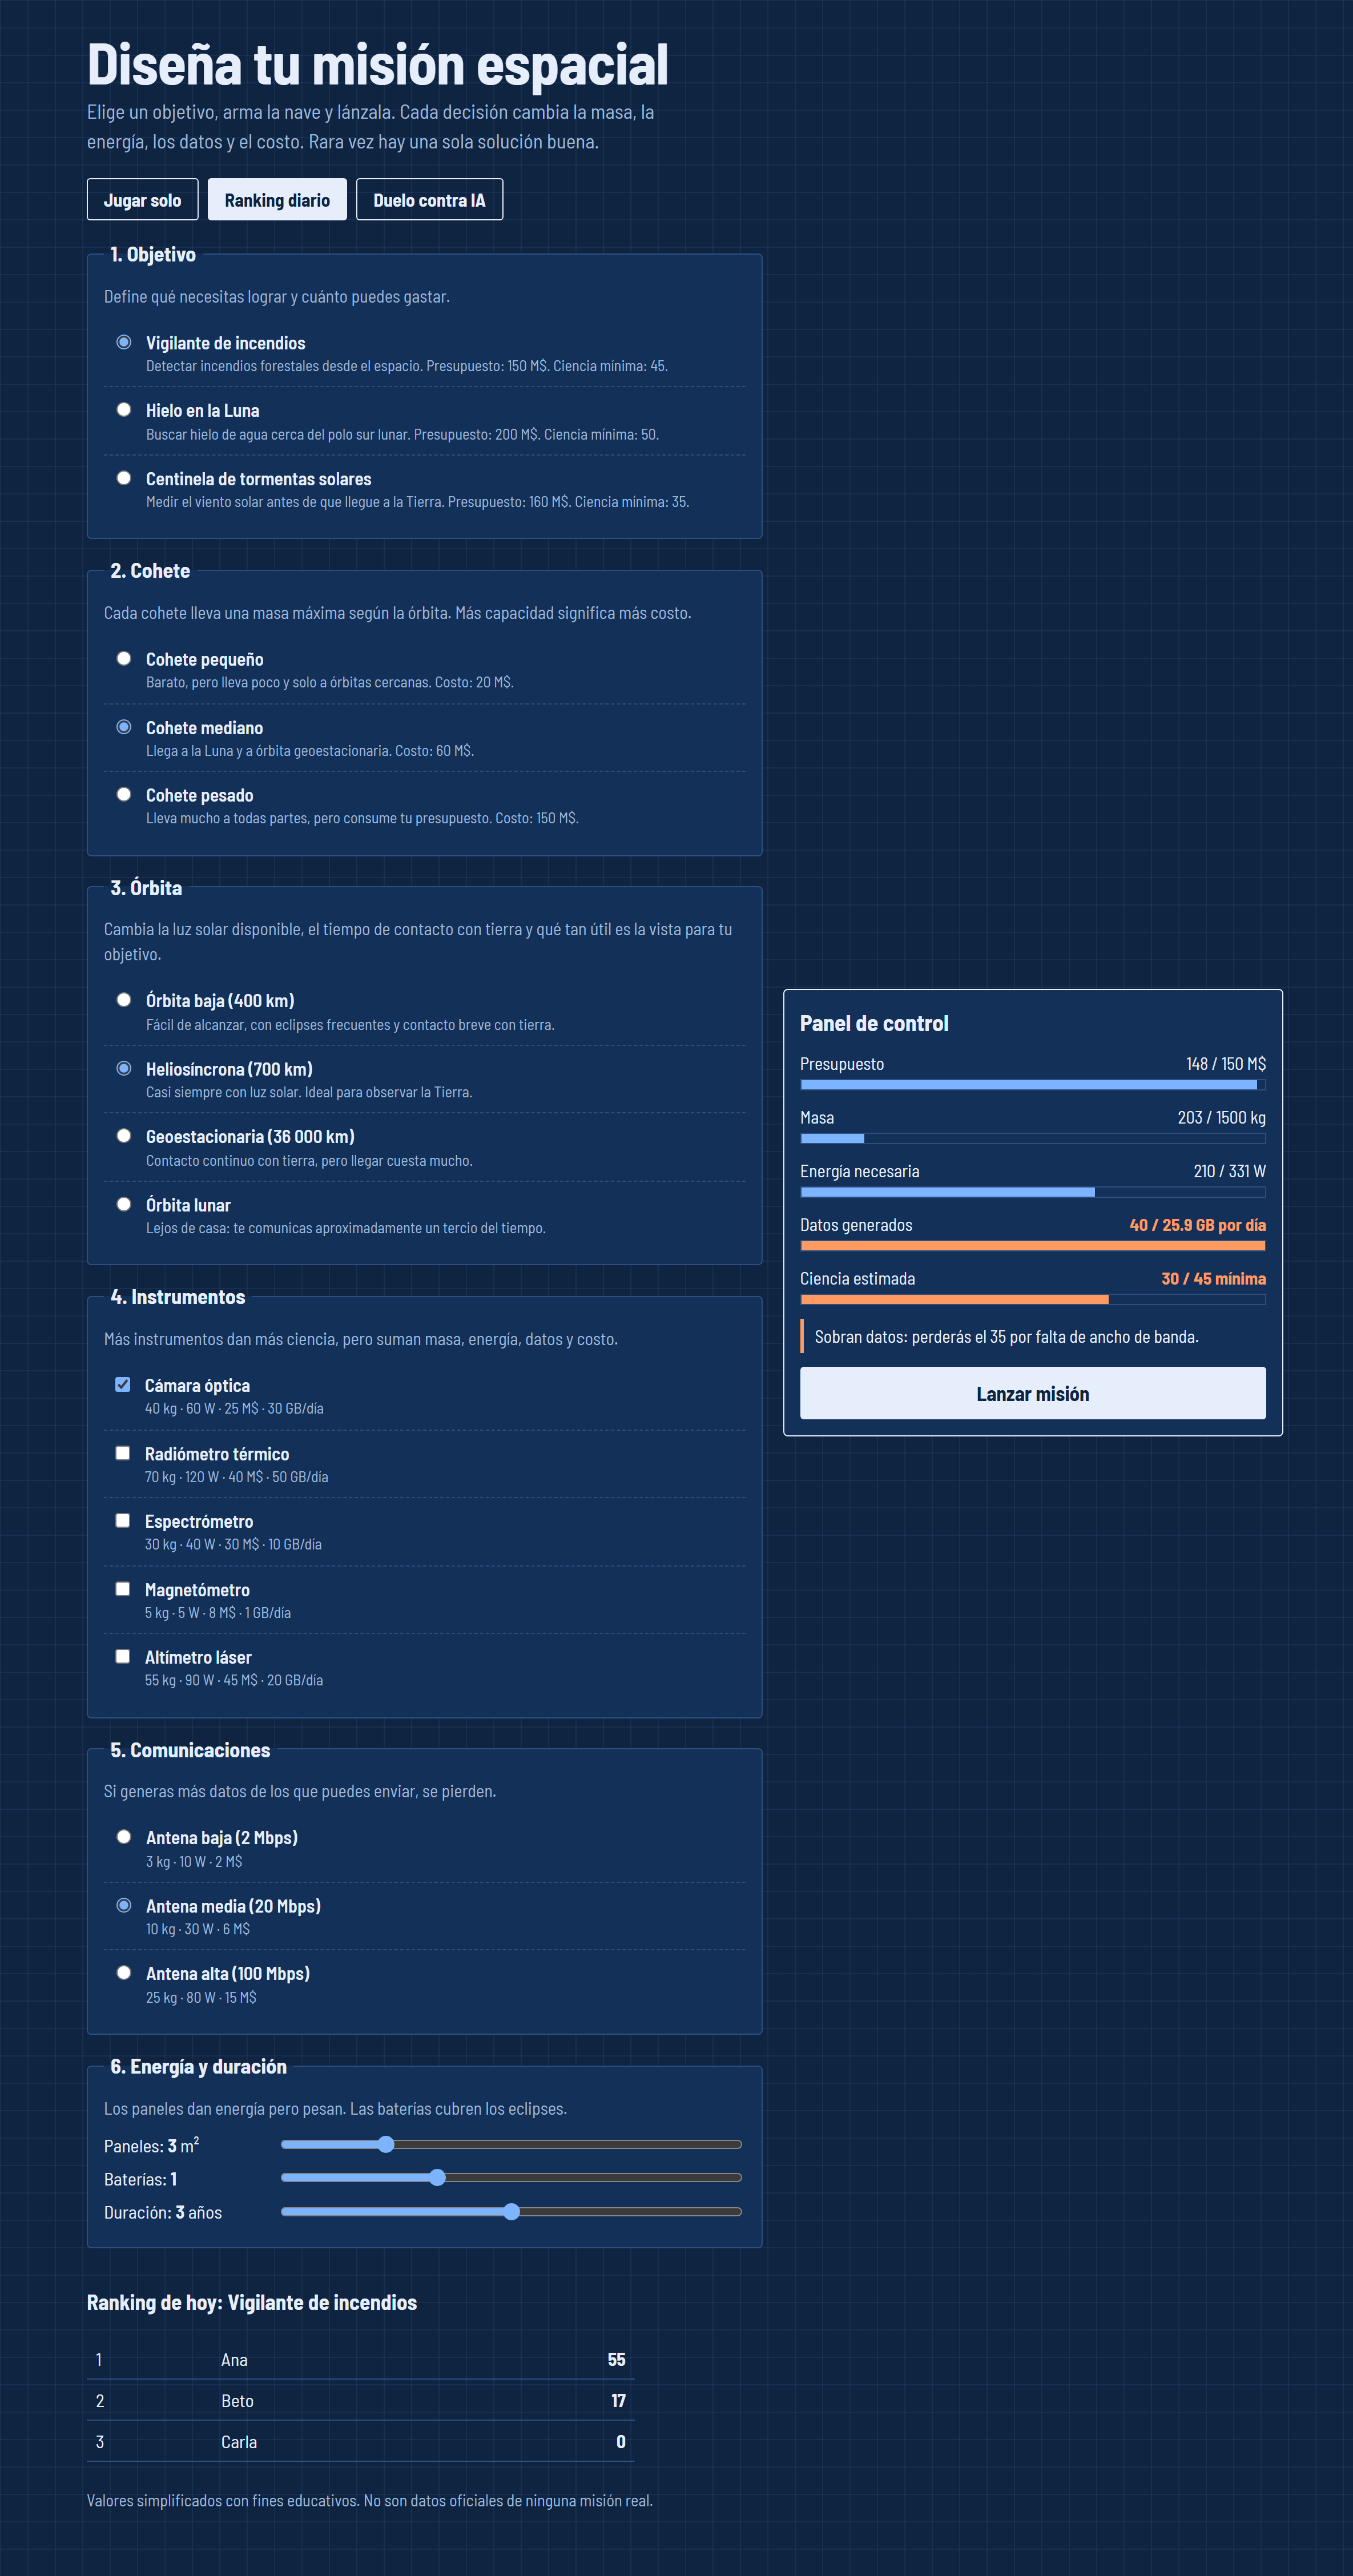 Diseña tu misión espacial
Elige un objetivo, arma la nave y lánzala. Cada decisión cambia la masa, la
energía, los datos y el costo. Rara vez hay una sola solución buena.
Jugar solo
Ranking diario
Duelo contra IA
1. Objetivo
Define qué necesitas lograr y cuánto puedes gastar.
Vigilante de incendios
Detectar incendios forestales desde el espacio. Presupuesto: 150 M$. Ciencia mínima: 45.
Hielo en la Luna
Buscar hielo de agua cerca del polo sur lunar. Presupuesto: 200 M$. Ciencia mínima: 50.
Centinela de tormentas solares
Medir el viento solar antes de que llegue a la Tierra. Presupuesto: 160 M$. Ciencia mínima: 35.
2. Cohete
Cada cohete lleva una masa máxima según la órbita. Más capacidad significa más costo.
Cohete pequeño
Barato, pero lleva poco y solo a órbitas cercanas. Costo: 20 M$.
Cohete mediano
Llega a la Luna y a órbita geoestacionaria. Costo: 60 M$.
Cohete pesado
Lleva mucho a todas partes, pero consume tu presupuesto. Costo: 150 M$.
3. Órbita
Cambia la luz solar disponible, el tiempo de contacto con tierra y qué tan útil es la vista para tu
objetivo.
Órbita baja (400 km)
Fácil de alcanzar, con eclipses frecuentes y contacto breve con tierra.
Heliosíncrona (700 km)
Casi siempre con luz solar. Ideal para observar la Tierra.
Geoestacionaria (36 000 km)
Contacto continuo con tierra, pero llegar cuesta mucho.
Órbita lunar
Lejos de casa: te comunicas aproximadamente un tercio del tiempo.
4. Instrumentos
Más instrumentos dan más ciencia, pero suman masa, energía, datos y costo.
Cámara óptica
40 kg · 60 W · 25 M$ · 30 GB/día
Radiómetro térmico
70 kg · 120 W · 40 M$ · 50 GB/día
Espectrómetro
30 kg · 40 W · 30 M$ · 10 GB/día
Magnetómetro
5 kg · 5 W · 8 M$ · 1 GB/día
Altímetro láser
55 kg · 90 W · 45 M$ · 20 GB/día
5. Comunicaciones
Si generas más datos de los que puedes enviar, se pierden.
Antena baja (2 Mbps)
3 kg · 10 W · 2 M$
Antena media (20 Mbps)
10 kg · 30 W · 6 M$
Antena alta (100 Mbps)
25 kg · 80 W · 15 M$
6. Energía y duración
Los paneles dan energía pero pesan. Las baterías cubren los eclipses.
Paneles: 3 m²
Baterías: 1
Duración: 3 años
Panel de control
Presupuesto 148 / 150 M$
Masa 203 / 1500 kg
Energía necesaria 210 / 331 W
Datos generados 40 / 25.9 GB por día
Ciencia estimada 30 / 45 mínima
Sobran datos: perderás el 35 por falta de ancho de banda.
Lanzar misión
Ranking de hoy: Vigilante de incendios
1 Ana 55
2 Beto 17
3 Carla 0
Valores simplificados con fines educativos. No son datos oficiales de ninguna misión real.